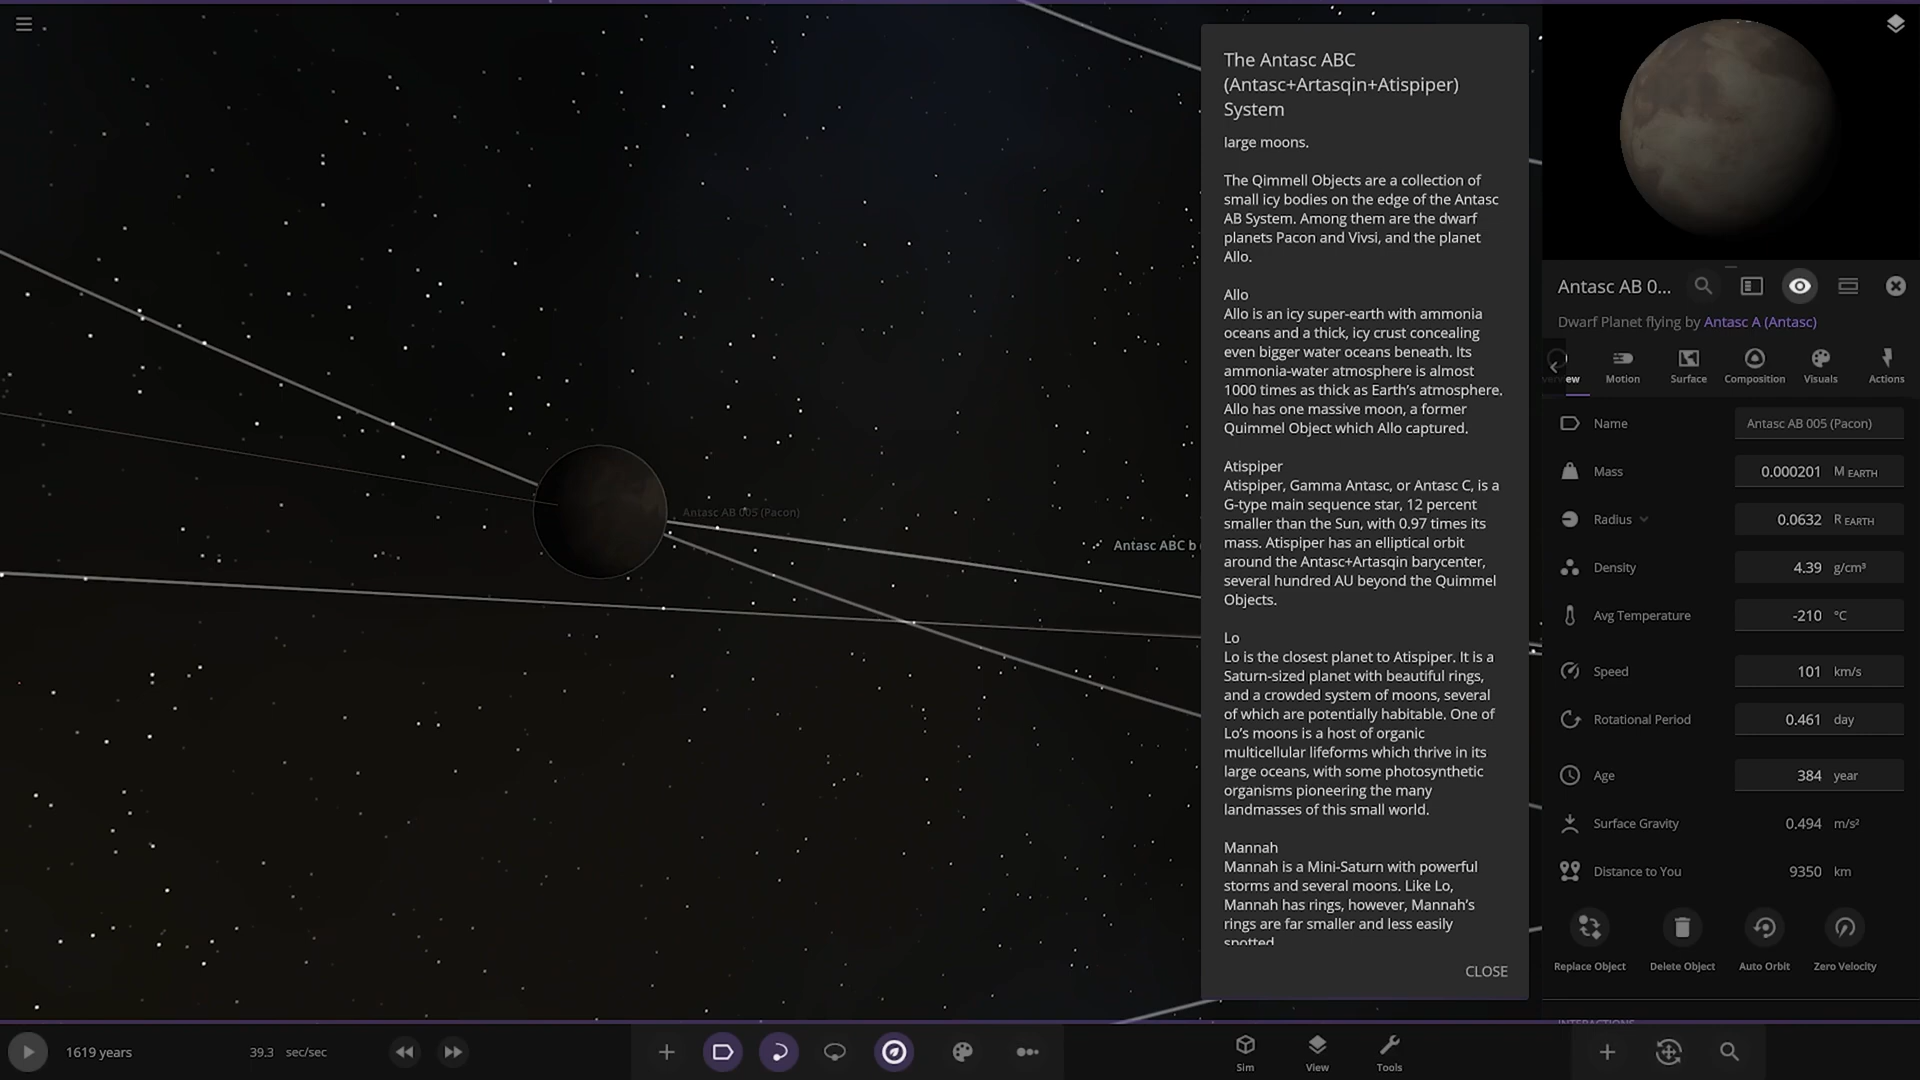 The Antasc ABC
(Antasc+Artasqin+Atispiper)
System
large moons.
The Qimmell Objects are a collection of
small icy bodies on the edge of the Antasc
AB System. Among them are the dwarf
planets Pacon and Vivsi, and the planet
Allo.
Allo
Allo is an icy super-earth with ammonia
oceans and a thick, icy crust concealing
even bigger water oceans beneath. Its
ammonia-water atmosphere is almost
1000 times as thick as Earth's atmosphere.
Allo has one massive moon, a former
Quimmel Object which Allo captured.
Atispiper
Atispiper, Gamma Antasc, or Antasc C, is a
G-type main sequence star, 12 percent
smaller than the Sun, with 0.97 times its
mass. Atispiper has an elliptical orbit
around the Antasc+Artasqin barycenter,
several hundred AU beyond the Quimmel
Objects.
Lo
Lo is the closest planet to Atispiper. It is a
Saturn-sized planet with beautiful rings,
and a crowded system of moons, several
of which are potentially habitable. One of
Lo's moons is a host of organic
multicellular lifeforms which thrive in its
large oceans, with some photosynthetic
organisms pioneering the many
landmasses of this small world.
Mannah
Mannah is a Mini-Saturn with powerful
storms and several moons. Like Lo,
Mannah has rings, however, Mannah's
rings are far smaller and less easily
spotted
CLOSE
Antasc AB 005 (Pacon)
Antasc ABC b
Antasc AB 0...
Dwarf Planet flying by Antasc A (Antasc)
Motion Surface Composition Visuals Actions
Name Antasc AB 005 (Pacon)
Mass 0.000201 M EARTH
Radius 0.0632 R EARTH
Density 4.39 g/cm³
Avg Temperature -210 °C
Speed 101 km/s
Rotational Period 0.461 day
Age 384 year
Surface Gravity 0.494 m/s²
Distance to You 9350 km
Replace Object Delete Object Auto Orbit Zero Velocity
1619 years 39.3 sec/sec
Sim View Tools